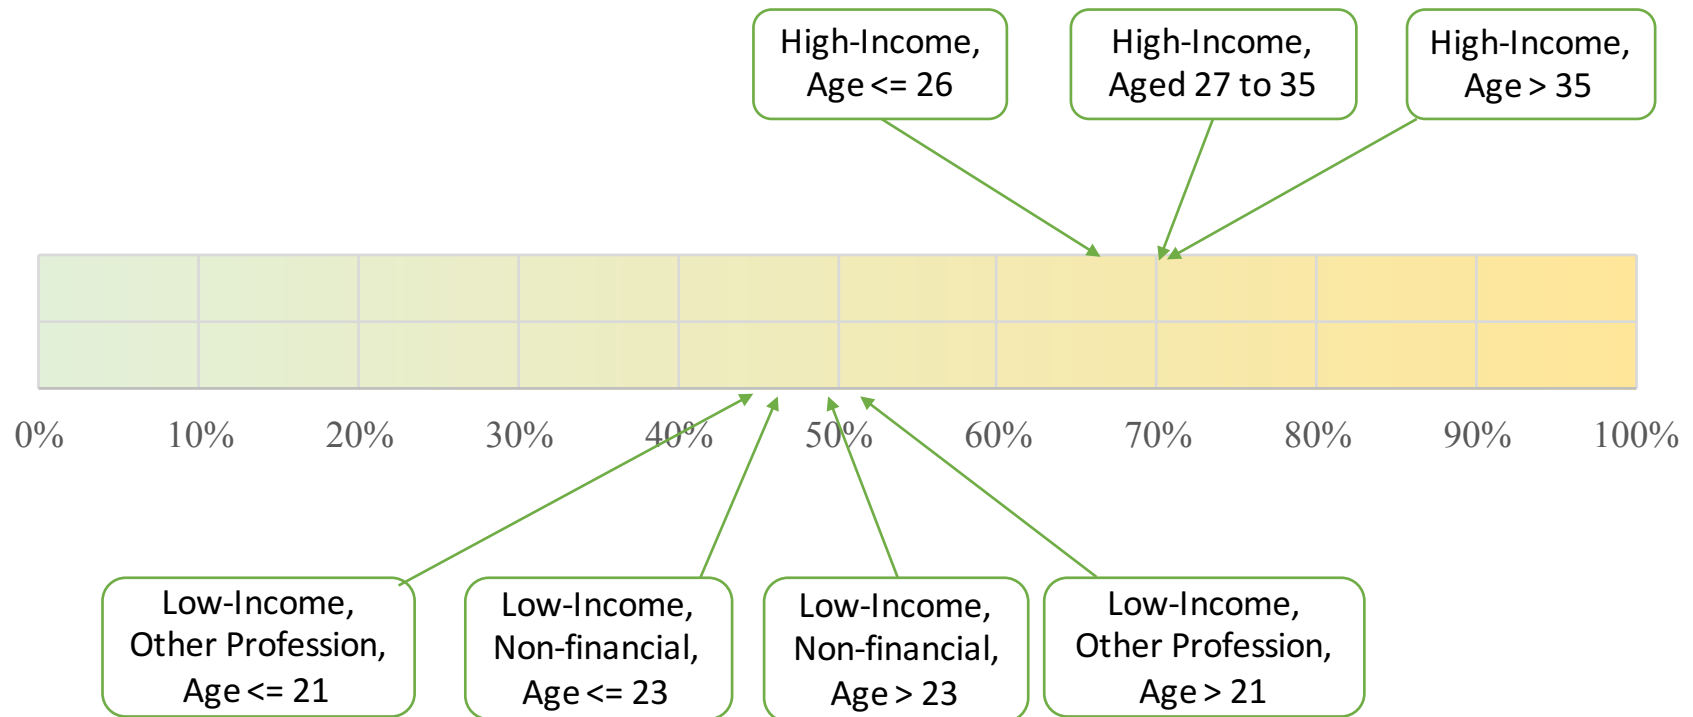 High-Income,
Age <= 26
High-Income,
Aged 27 to 35
High-Income,
Age > 35
0% 10% 20% 30% 40% 50% 60% 70% 80% 90% 100%
Low-Income,
Other Profession,
Age <= 21
Low-Income,
Non-financial,
Age <= 23
Low-Income,
Non-financial,
Age > 23
Low-Income,
Other Profession,
Age > 21